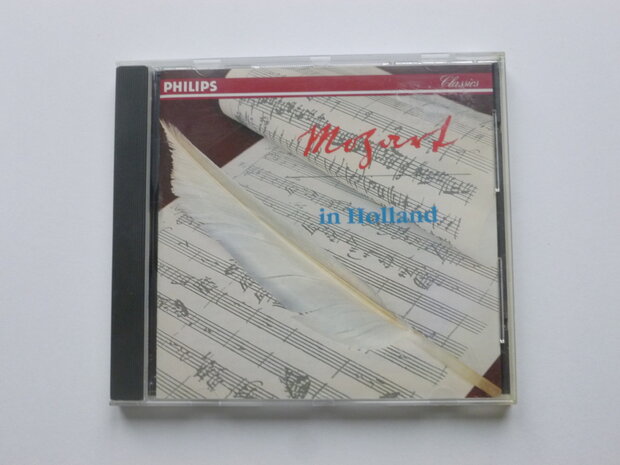 PHILIPS
Classics
Mozart
in Holland